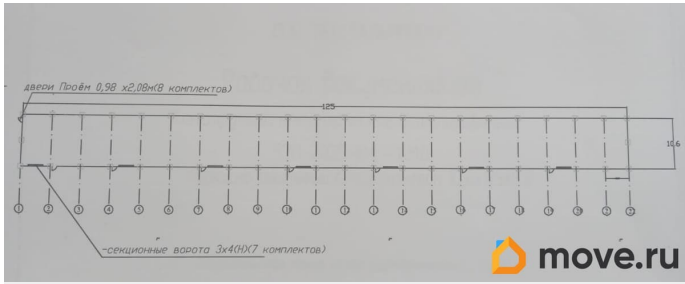 двери Проём 0,98 х2,08м(8 комплектов)
125
10,6
1 2 3 4 5 6 7 8 9 10 11 12 13 14 15 16 17 18 19 20 21 22
-секционные ворота 3х4(Н)(7 комплектов)
move.ru